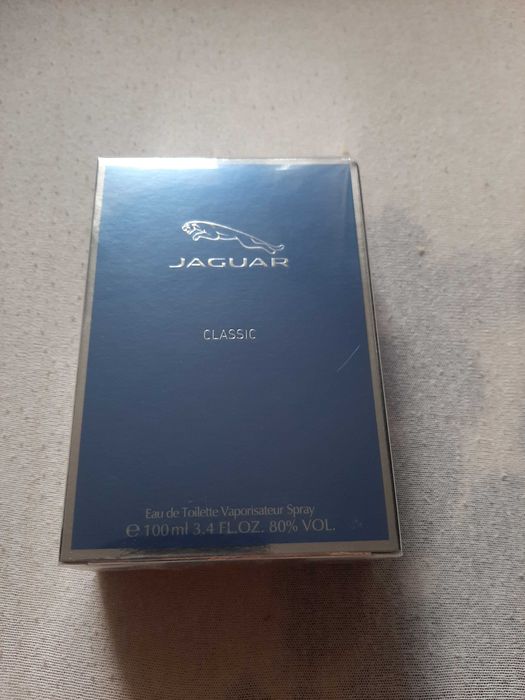 JAGUAR
CLASSIC
Eau de Toilette Vaporisateur Spray
℮ 100 ml 3.4 FL.OZ. 80% VOL.